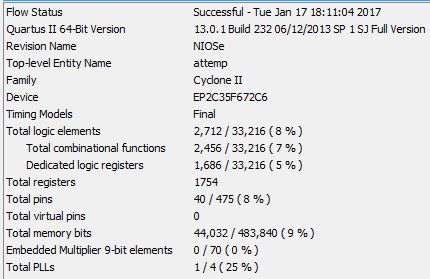 Flow Status Successful - Tue Jan 17 18:11:04 2017
Quartus II 64-Bit Version 13.0.1 Build 232 06/12/2013 SP 1 SJ Full Version
Revision Name NIOSe
Top-level Entity Name attemp
Family Cyclone II
Device EP2C35F672C6
Timing Models Final
Total logic elements 2,712 / 33,216 ( 8 % )
Total combinational functions 2,456 / 33,216 ( 7 % )
Dedicated logic registers 1,686 / 33,216 ( 5 % )
Total registers 1754
Total pins 40 / 475 ( 8 % )
Total virtual pins 0
Total memory bits 44,032 / 483,840 ( 9 % )
Embedded Multiplier 9-bit elements 0 / 70 ( 0 % )
Total PLLs 1 / 4 ( 25 % )